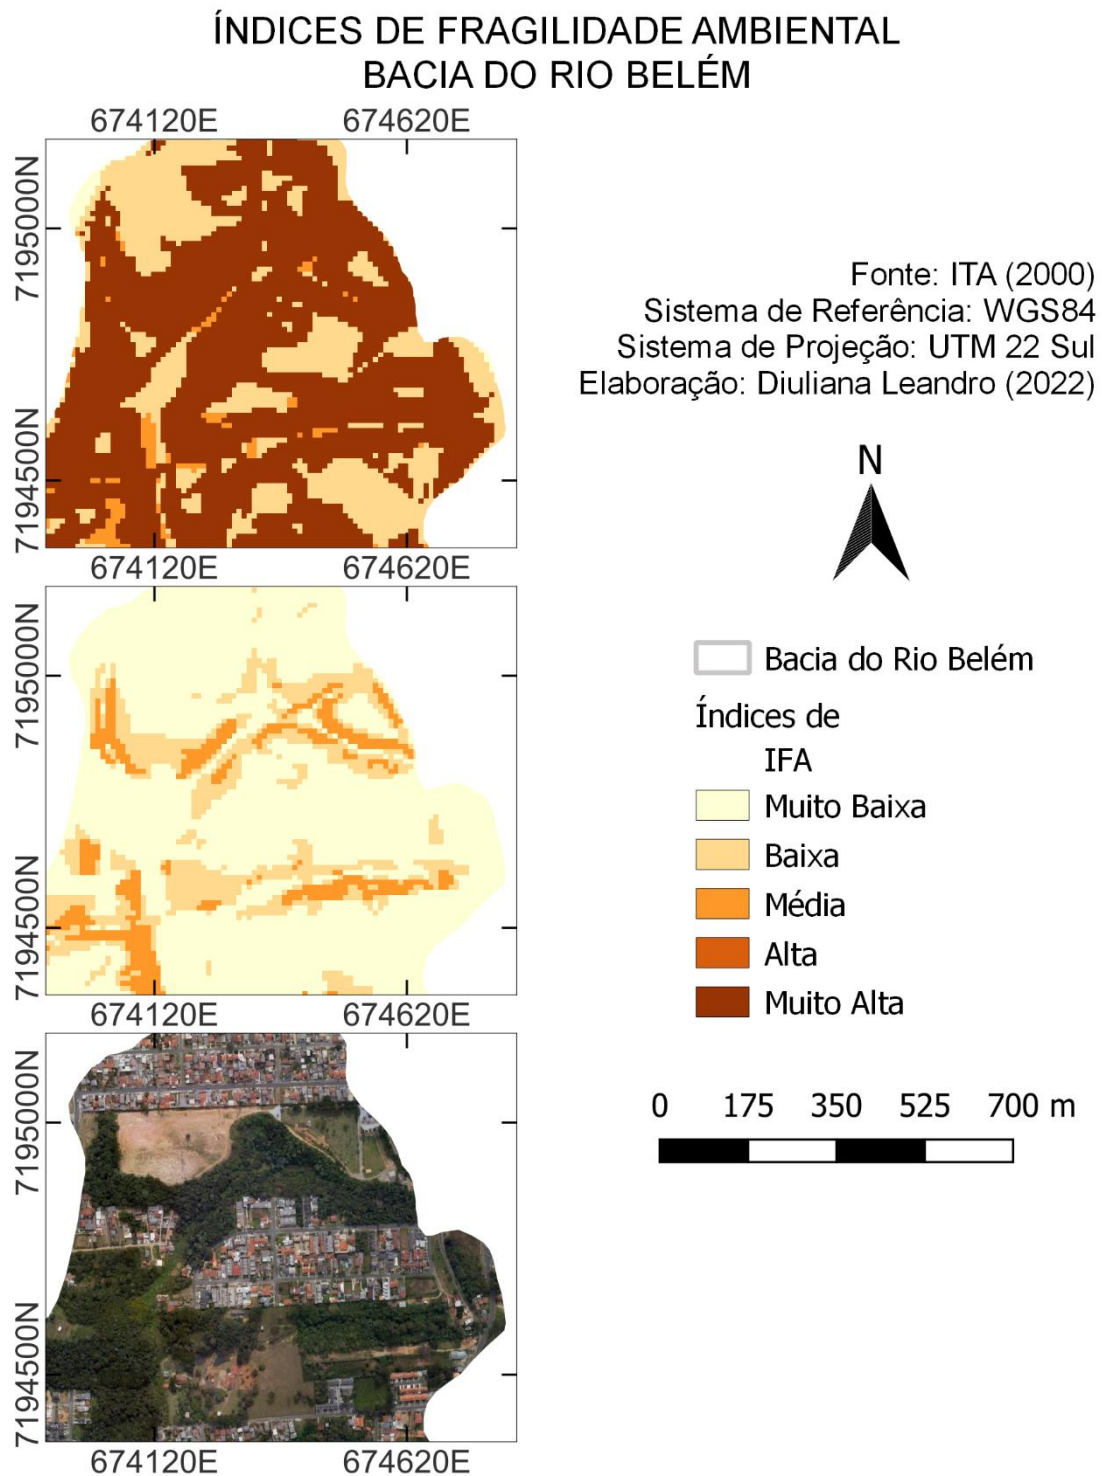 ÍNDICES DE FRAGILIDADE AMBIENTAL
BACIA DO RIO BELÉM
674120E 674620E
7195000N
7194500N
674120E 674620E
7195000N
7194500N
674120E 674620E
7195000N
7194500N
674120E 674620E
Fonte: ITA (2000)
Sistema de Referência: WGS84
Sistema de Projeção: UTM 22 Sul
Elaboração: Diuliana Leandro (2022)
N
Bacia do Rio Belém
Índices de
IFA
Muito Baixa
Baixa
Média
Alta
Muito Alta
0 175 350 525 700 m